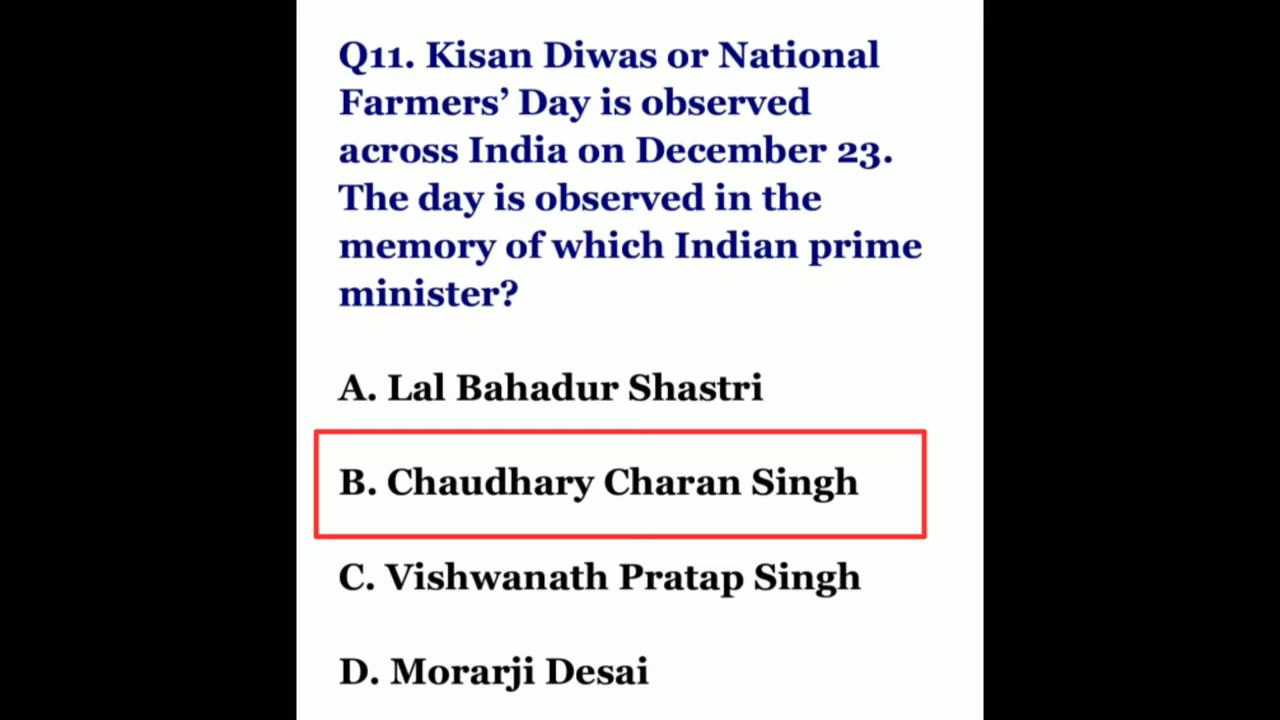 Q11. Kisan Diwas or National
Farmers’ Day is observed
across India on December 23.
The day is observed in the
memory of which Indian prime
minister?
A. Lal Bahadur Shastri
B. Chaudhary Charan Singh
C. Vishwanath Pratap Singh
D. Morarji Desai